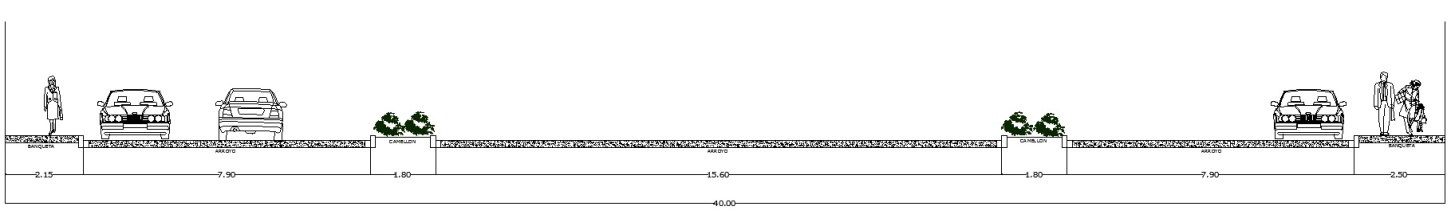 BANQUETA
ARROYO
CAMELLON
ARROYO
CAMELLON
ARROYO
BANQUETA
2.15
7.90
1.80
15.60
1.80
7.90
2.50
40.00